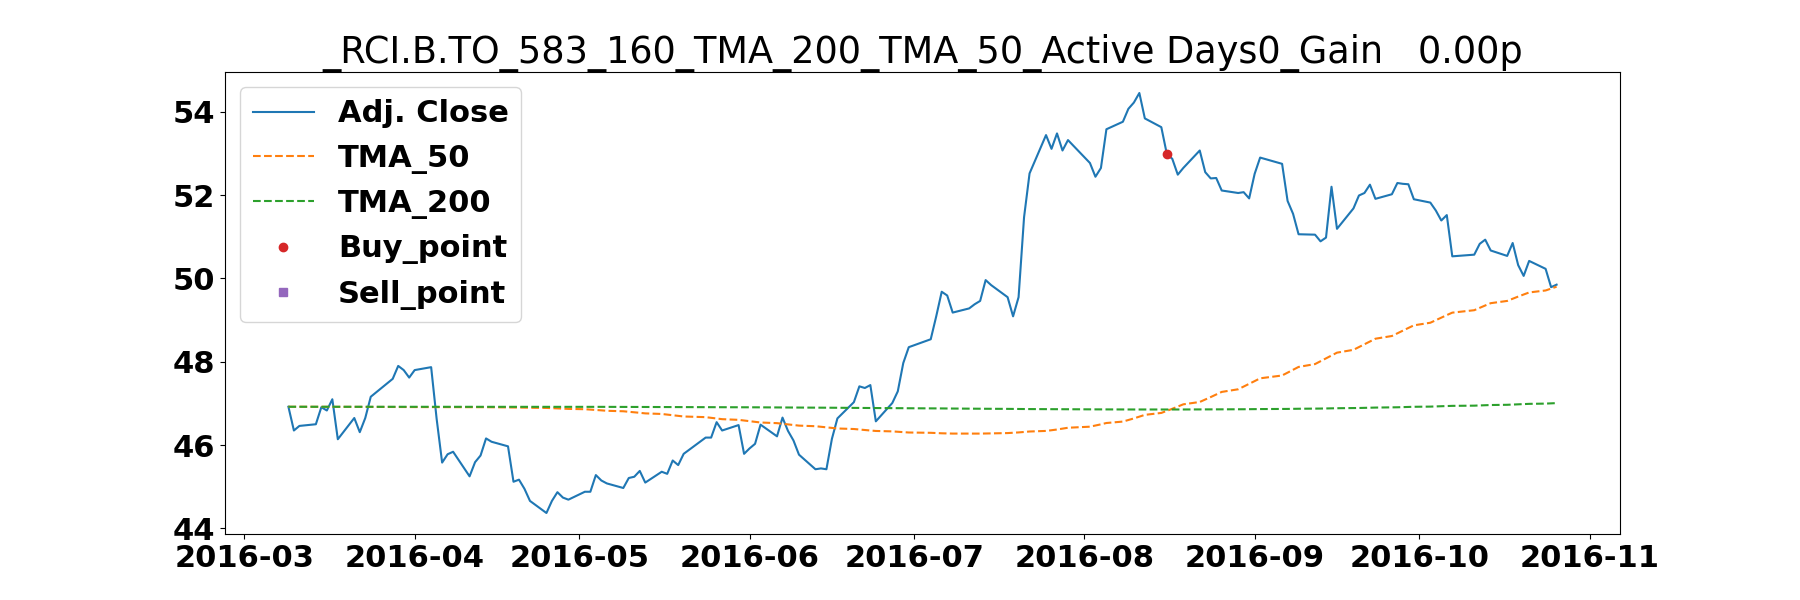 _RCI.B.TO_583_160_TMA_200_TMA_50_Active Days0_Gain   0.00p
Adj. Close
TMA_50
TMA_200
Buy_point
Sell_point
54
52
50
48
46
44
2016-03 2016-04 2016-05 2016-06 2016-07 2016-08 2016-09 2016-10 2016-11